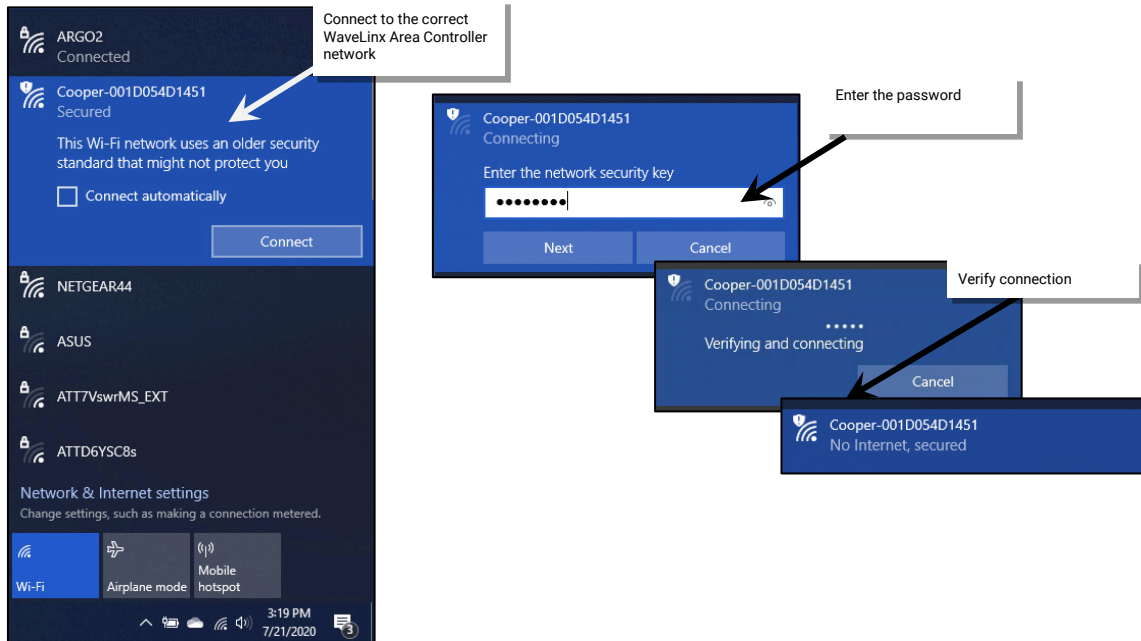 Connect to the correct
WaveLinx Area Controller
network
ARGO2
Connected
Cooper-001D054D1451
Secured
This Wi-Fi network uses an older security
standard that might not protect you
Connect automatically
Connect
NETGEAR44
ASUS
ATT7VswrMS_EXT
ATTD6YSC8s
Network & Internet settings
Change settings, such as making a connection metered.
Wi-Fi
Airplane mode
Mobile
hotspot
3:19 PM
7/21/2020
3
Enter the password
Cooper-001D054D1451
Connecting
Enter the network security key
Next
Cancel
Verify connection
Cooper-001D054D1451
Connecting
Verifying and connecting
Cancel
Cooper-001D054D1451
No Internet, secured